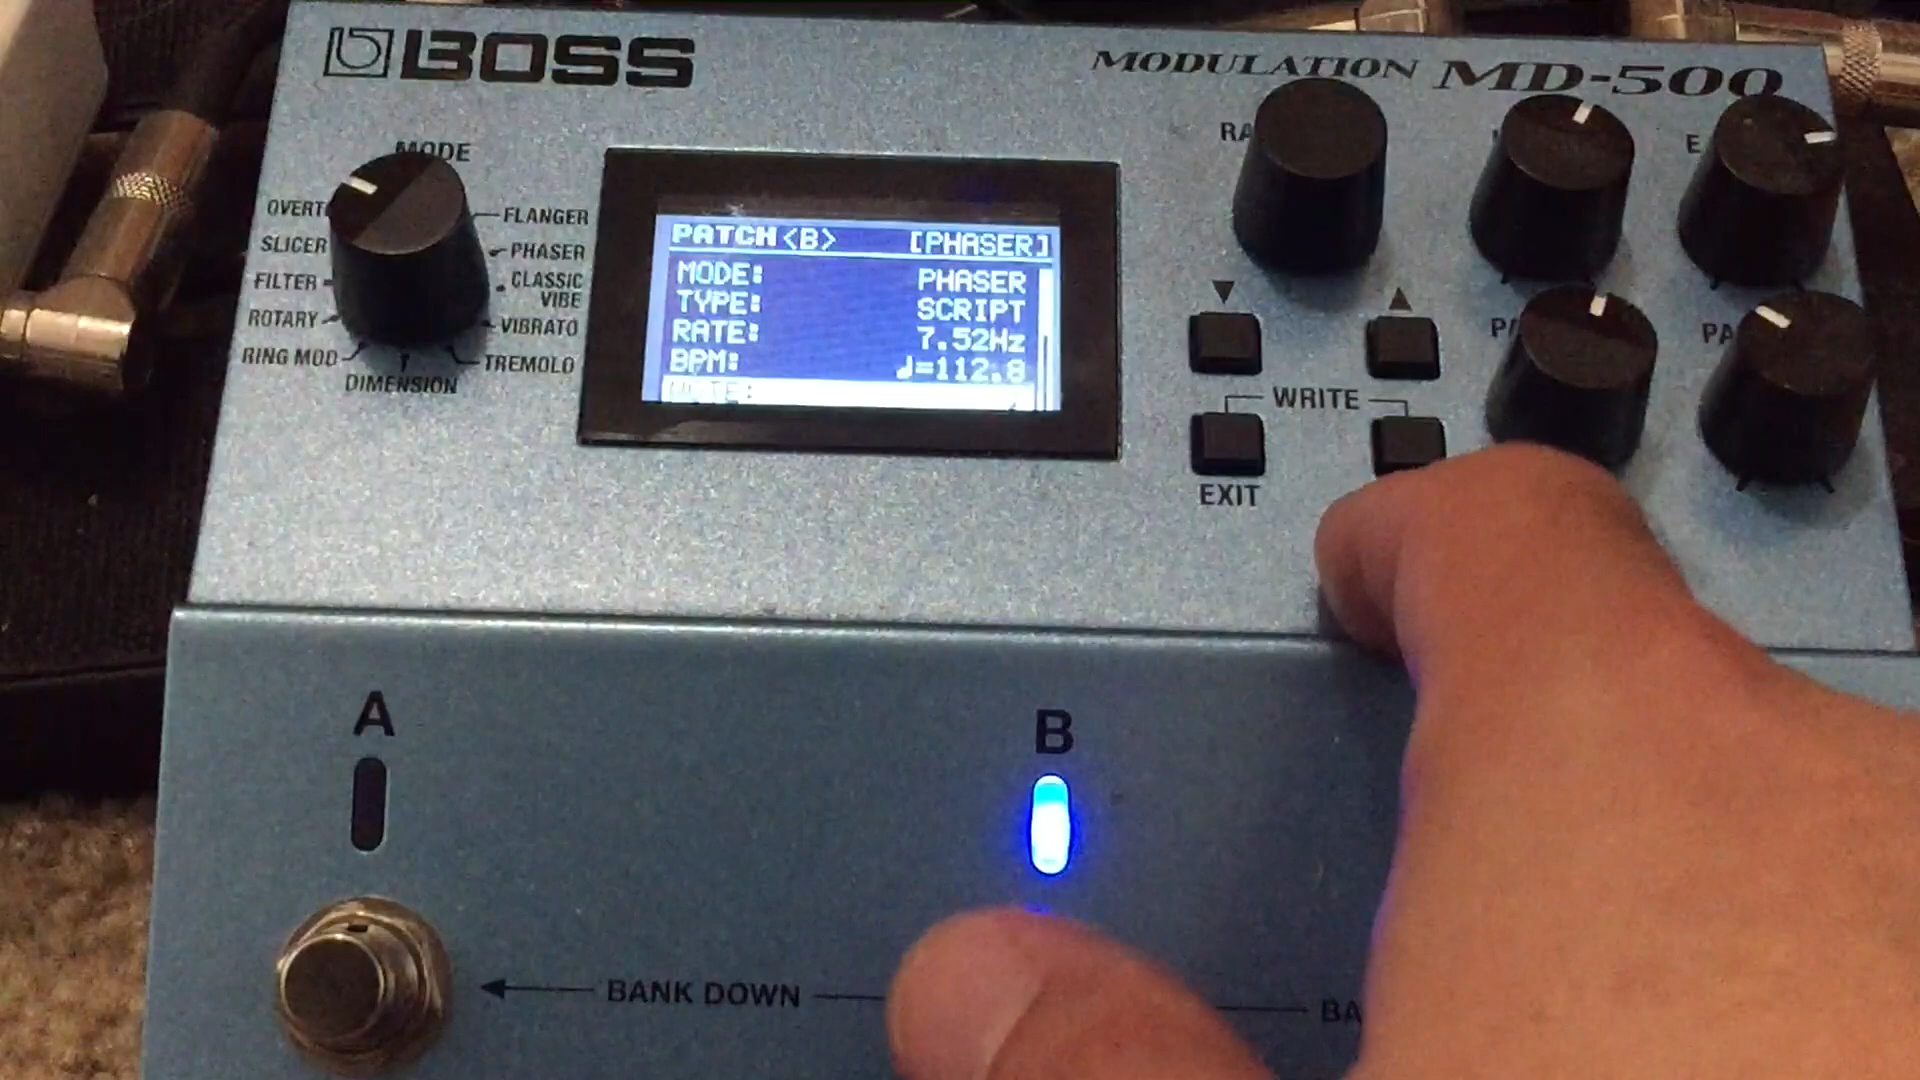 BOSS
MODULATION MD-500
MODE
OVERT
SLICER
FILTER
ROTARY
RING MOD
DIMENSION
FLANGER
PHASER
CLASSIC
VIBE
VIBRATO
TREMOLO
PATCH<B> [PHASER]
MODE: PHASER
TYPE: SCRIPT
RATE: 7.52Hz
BPM: ♩=112.8
NOTE:
RA
E
▼ ▲
PA
WRITE
EXIT
A
B
BANK DOWN
BA